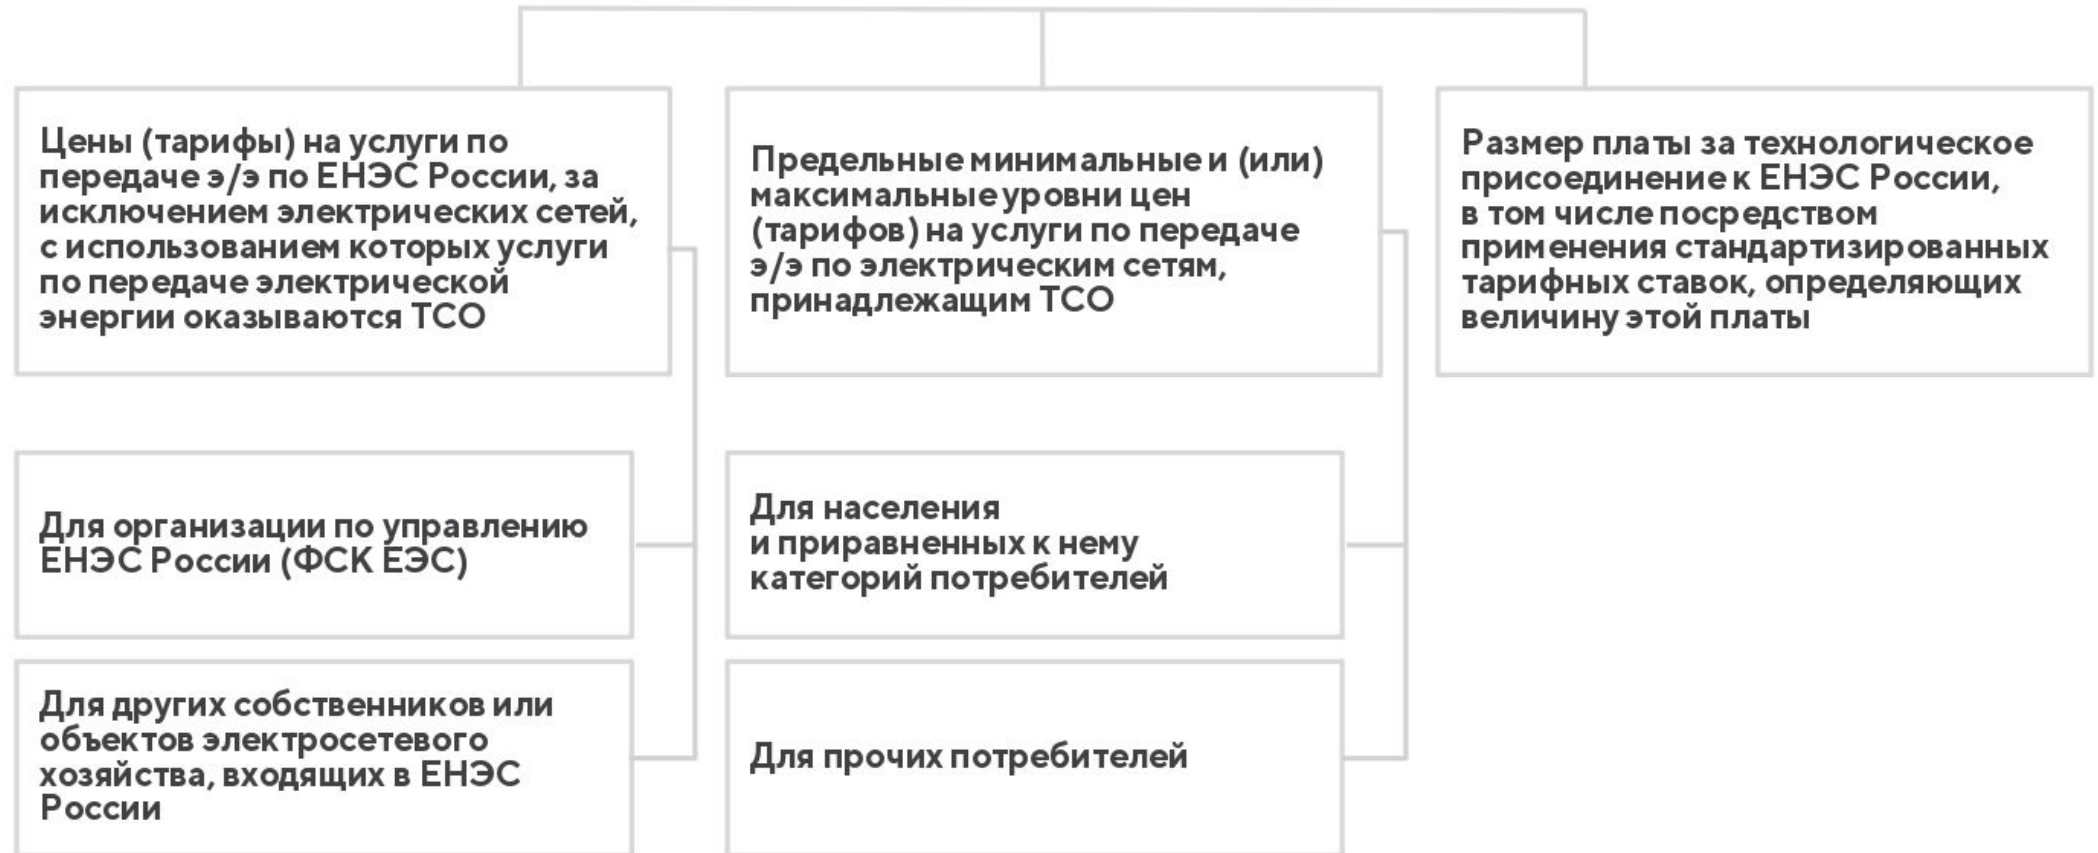 Цены (тарифы) на услуги по
передаче э/э по ЕНЭС России, за
исключением электрических сетей,
с использованием которых услуги
по передаче электрической
энергии оказываются ТСО
Предельные минимальные и (или)
максимальные уровни цен
(тарифов) на услуги по передаче
э/э по электрическим сетям,
принадлежащим ТСО
Размер платы за технологическое
присоединение к ЕНЭС России,
в том числе посредством
применения стандартизированных
тарифных ставок, определяющих
величину этой платы
Для организации по управлению
ЕНЭС России (ФСК ЕЭС)
Для населения
и приравненных к нему
категорий потребителей
Для других собственников или
объектов электросетевого
хозяйства, входящих в ЕНЭС
России
Для прочих потребителей